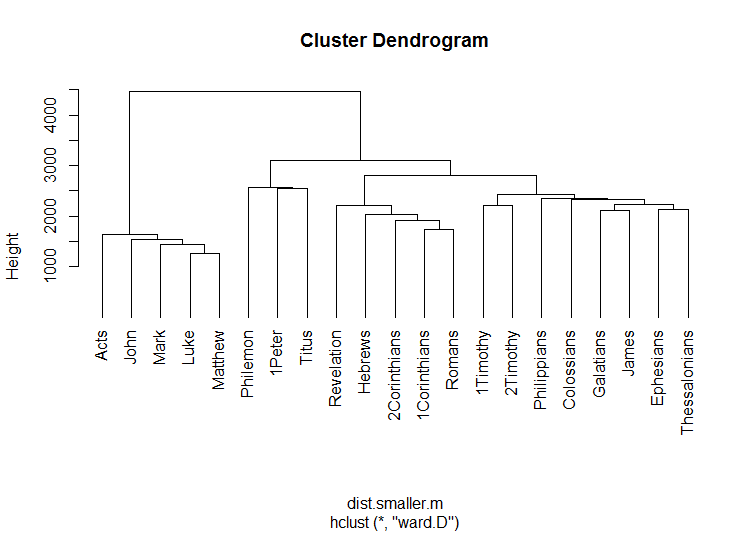 Cluster Dendrogram
Height
1000
2000
3000
4000
Acts
John
Mark
Luke
Matthew
Philemon
1Peter
Titus
Revelation
Hebrews
2Corinthians
1Corinthians
Romans
1Timothy
2Timothy
Philippians
Colossians
Galatians
James
Ephesians
Thessalonians
dist.smaller.m
hclust (*, "ward.D")